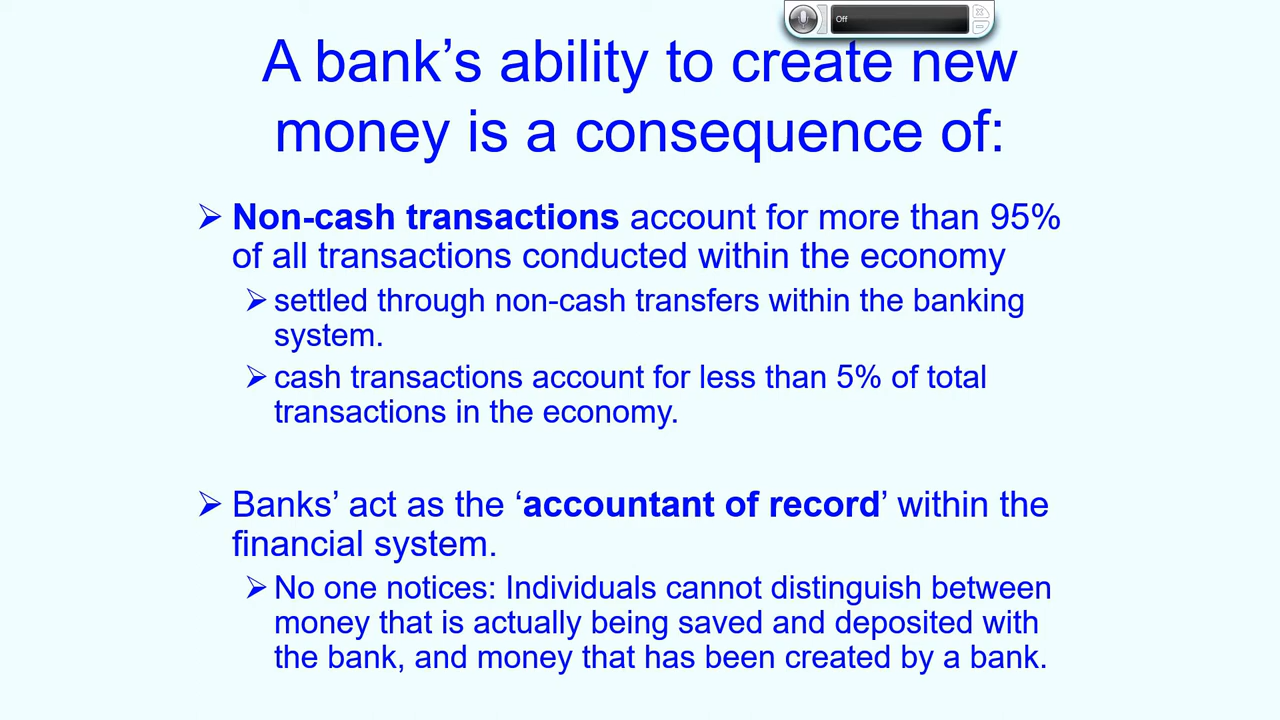 Off
A bank’s ability to create new
money is a consequence of:
Non-cash transactions account for more than 95%
of all transactions conducted within the economy
settled through non-cash transfers within the banking
system.
cash transactions account for less than 5% of total
transactions in the economy.
Banks’ act as the ‘accountant of record’ within the
financial system.
No one notices: Individuals cannot distinguish between
money that is actually being saved and deposited with
the bank, and money that has been created by a bank.